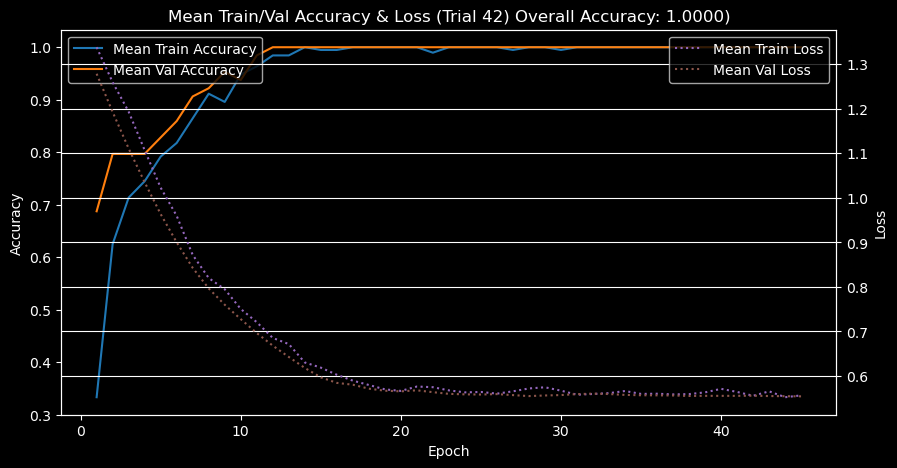 Mean Train/Val Accuracy & Loss (Trial 42) Overall Accuracy: 1.0000)
Mean Train Accuracy
Mean Val Accuracy
Mean Train Loss
Mean Val Loss
Accuracy
1.0
0.9
0.8
0.7
0.6
0.5
0.4
0.3
Loss
1.3
1.2
1.1
1.0
0.9
0.8
0.7
0.6
0
10
20
30
40
Epoch